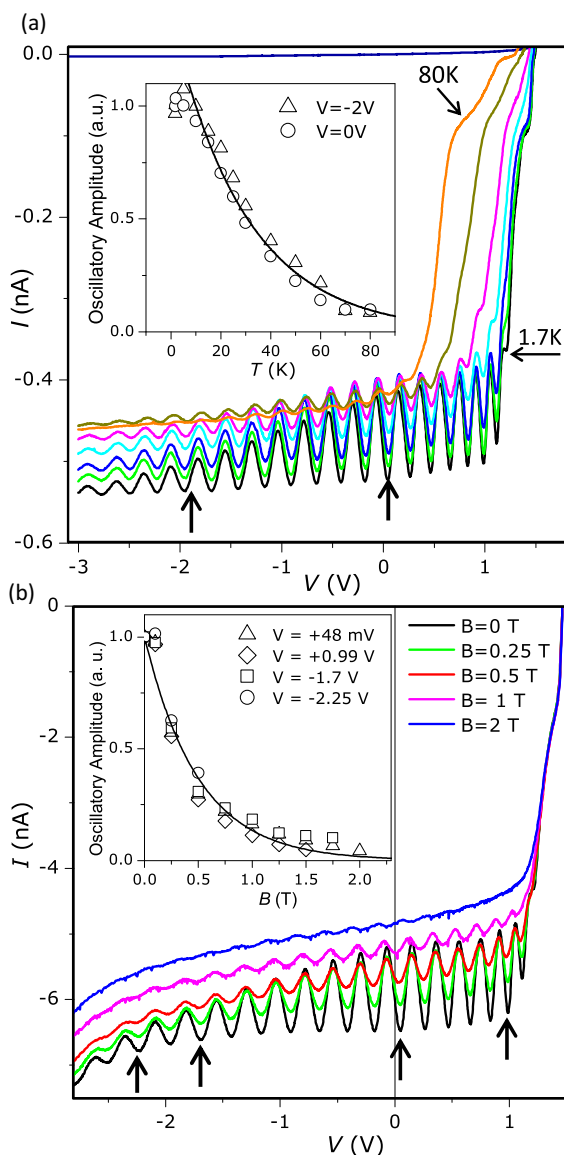 (a)
0.0
-0.2
-0.4
-0.6
I (nA)
-3 -2 -1 0 1
V (V)
80K
1.7K
1.0
0.5
0.0
Oscillatory Amplitude (a.u.)
0 20 40 60 80
T (K)
V=-2V
V=0V
(b)
0
-2
-4
-6
I (nA)
-2 -1 0 1
V (V)
B=0 T
B=0.25 T
B=0.5 T
B= 1 T
B=2 T
1.0
0.5
0.0
Oscillatory Amplitude (a. u.)
0.0 0.5 1.0 1.5 2.0
B (T)
V = +48 mV
V = +0.99 V
V = -1.7 V
V = -2.25 V